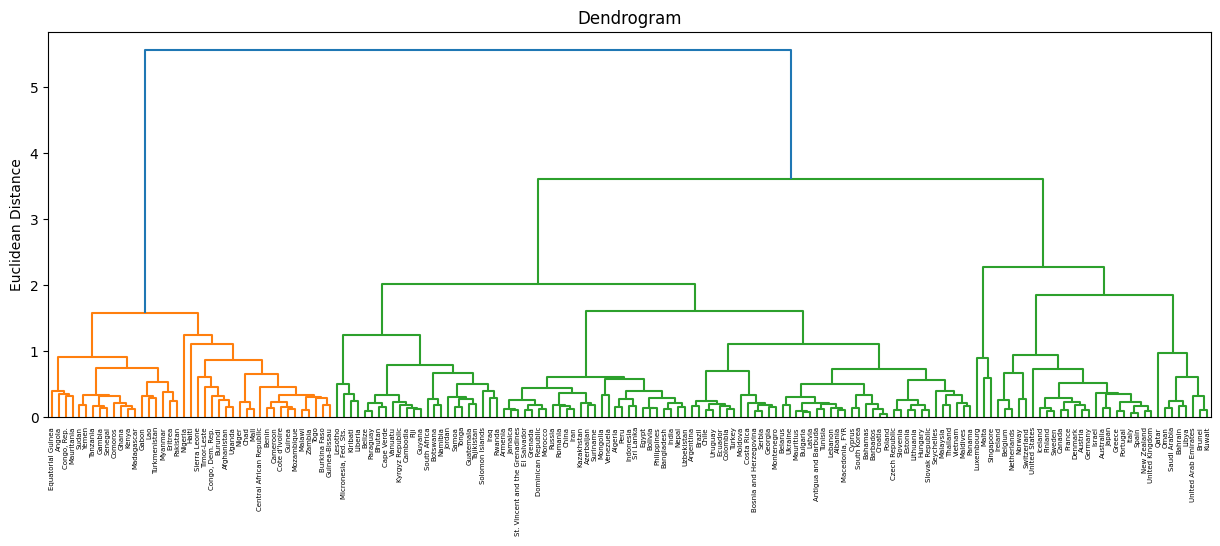 Dendrogram
Euclidean Distance
5
4
3
2
1
0
Equatorial Guinea
Angola
Congo, Rep.
Mauritania
Sudan
Yemen
Tanzania
Gambia
Senegal
Comoros
Ghana
Kenya
Madagascar
Gabon
Lao
Turkmenistan
Myanmar
Eritrea
Pakistan
Nigeria
Haiti
Sierra Leone
Timor-Leste
Congo, Dem. Rep.
Burundi
Afghanistan
Uganda
Niger
Chad
Mali
Central African Republic
Benin
Cameroon
Cote d'Ivoire
Guinea
Mozambique
Malawi
Zambia
Togo
Burkina Faso
Guinea-Bissau
Lesotho
Micronesia, Fed. Sts.
Kiribati
Liberia
Belize
Paraguay
Bhutan
Cape Verde
Vanuatu
Kyrgyz Republic
Cambodia
Fiji
Guyana
South Africa
Botswana
Namibia
Jordan
Samoa
Tonga
Guatemala
Tajikistan
Solomon Islands
Iraq
Rwanda
Armenia
Jamaica
St. Vincent and the Grenadines
El Salvador
Grenada
Dominican Republic
Morocco
Russia
Romania
China
Iran
Kazakhstan
Azerbaijan
Suriname
Mongolia
Venezuela
Algeria
Peru
Indonesia
Sri Lanka
Egypt
Bolivia
Philippines
Bangladesh
India
Nepal
Uzbekistan
Argentina
Brazil
Chile
Uruguay
Ecuador
Colombia
Turkey
Moldova
Costa Rica
Bosnia and Herzegovina
Serbia
Georgia
Montenegro
Belarus
Ukraine
Mauritius
Bulgaria
Latvia
Antigua and Barbuda
Tunisia
Lebanon
Albania
Macedonia, FYR
Cyprus
South Korea
Bahamas
Barbados
Croatia
Poland
Czech Republic
Slovenia
Estonia
Lithuania
Hungary
Slovak Republic
Seychelles
Malaysia
Thailand
Vietnam
Maldives
Panama
Luxembourg
Malta
Singapore
Ireland
Belgium
Netherlands
Norway
Switzerland
United States
Iceland
Finland
Sweden
Canada
France
Denmark
Austria
Germany
Israel
Australia
Japan
Greece
Portugal
Italy
Spain
New Zealand
United Kingdom
Qatar
Oman
Saudi Arabia
Bahrain
Libya
United Arab Emirates
Brunei
Kuwait